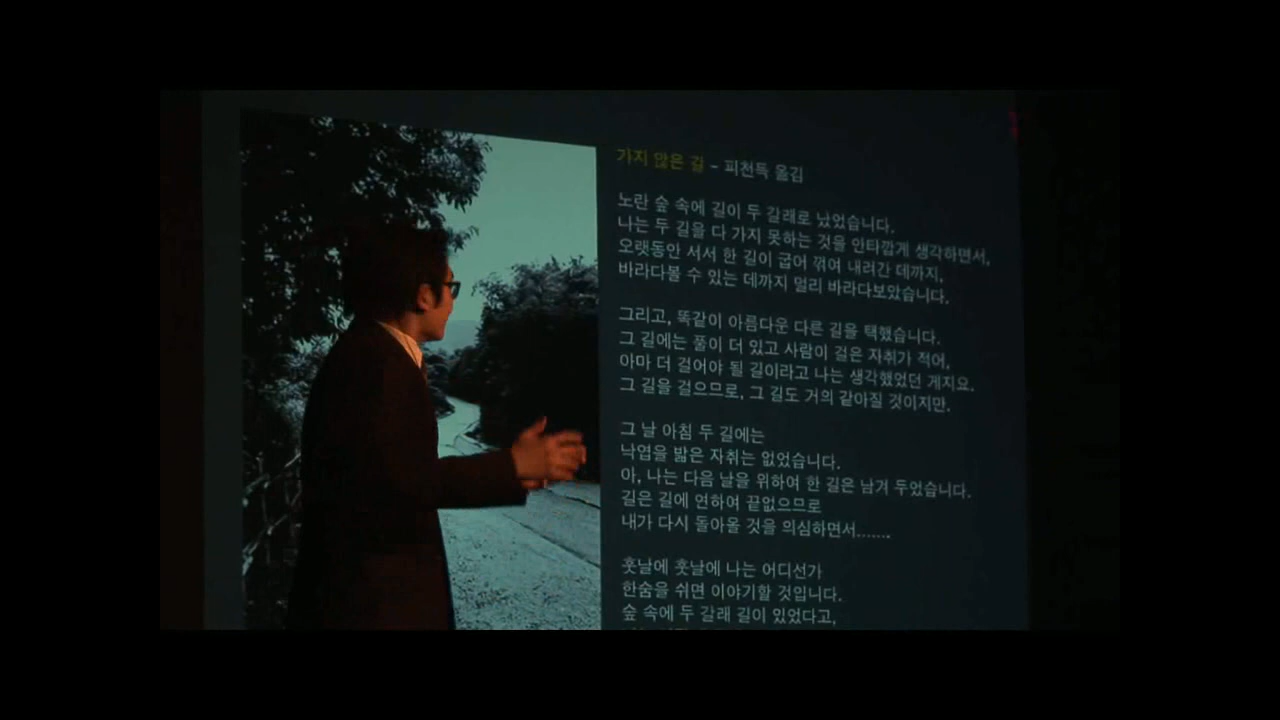 가지 않은 길 - 피천득 옮김
노란 숲 속에 길이 두 갈래로 났었습니다.
나는 두 길을 다 가지 못하는 것을 안타깝게 생각하면서,
오랫동안 서서 한 길이 굽어 꺾여 내려간 데까지,
바라다볼 수 있는 데까지 멀리 바라다보았습니다.
그리고, 똑같이 아름다운 다른 길을 택했습니다.
그 길에는 풀이 더 있고 사람이 걸은 자취가 적어,
아마 더 걸어야 될 길이라고 나는 생각했었던 게지요.
그 길을 걸으므로, 그 길도 거의 같아질 것이지만.
그 날 아침 두 길에는
낙엽을 밟은 자취는 없었습니다.
아, 나는 다음 날을 위하여 한 길은 남겨 두었습니다.
길은 길에 연하여 끝없으므로
내가 다시 돌아올 것을 의심하면서…….
훗날에 훗날에 나는 어디선가
한숨을 쉬면 이야기할 것입니다.
숲 속에 두 갈래 길이 있었다고,